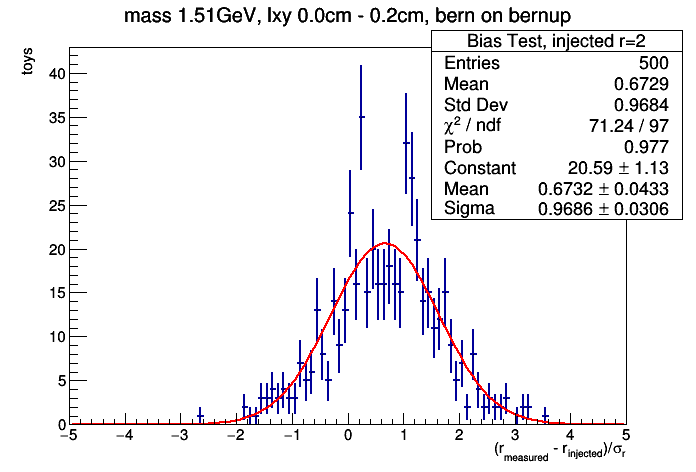 mass 1.51GeV, lxy 0.0cm - 0.2cm, bern on bernup
Bias Test, injected r=2
Entries 500
Mean 0.6729
Std Dev 0.9684
χ² / ndf 71.24 / 97
Prob 0.977
Constant 20.59 ± 1.13
Mean 0.6732 ± 0.0433
Sigma 0.9686 ± 0.0306
toys
40
35
30
25
20
15
10
5
0
−5 −4 −3 −2 −1 0 1 2 3 4 5
(r_measured - r_injected)/σ_r